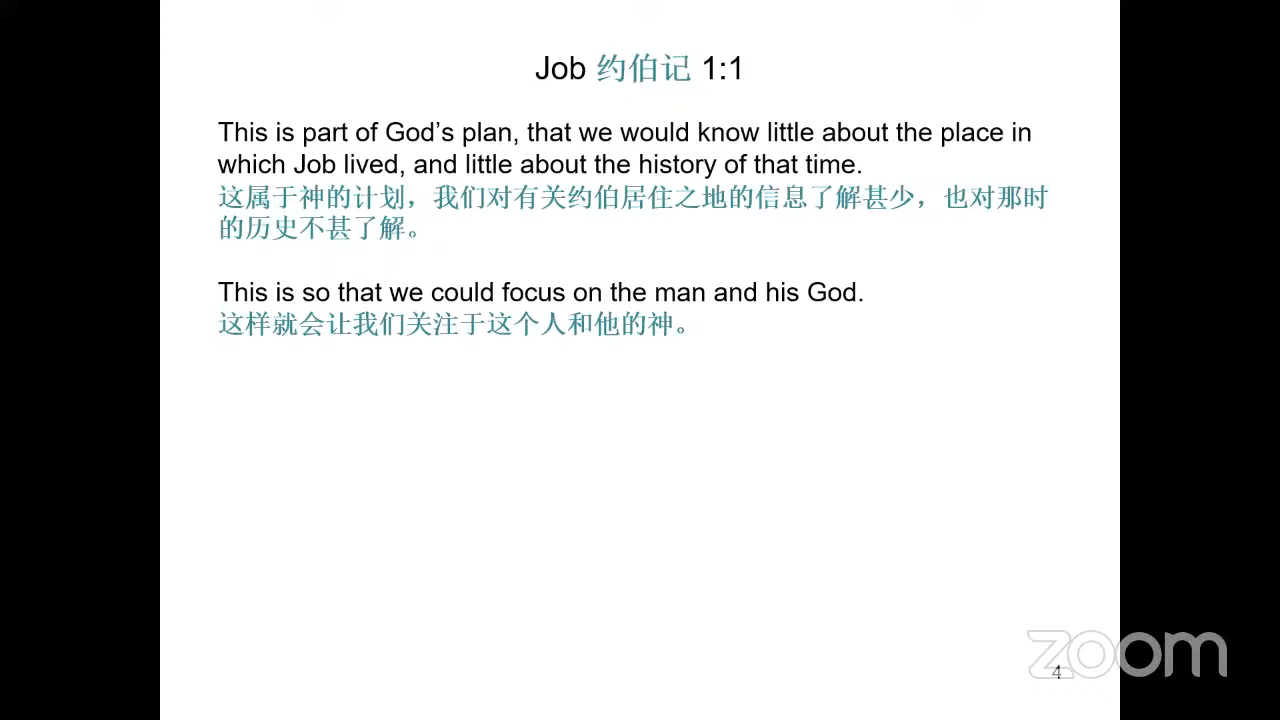 Job 约伯记 1:1
This is part of God’s plan, that we would know little about the place in
which Job lived, and little about the history of that time.
这属于神的计划，我们对有关约伯居住之地的信息了解甚少，也对那时
的历史不甚了解。
This is so that we could focus on the man and his God.
这样就会让我们关注于这个人和他的神。
zoom
4